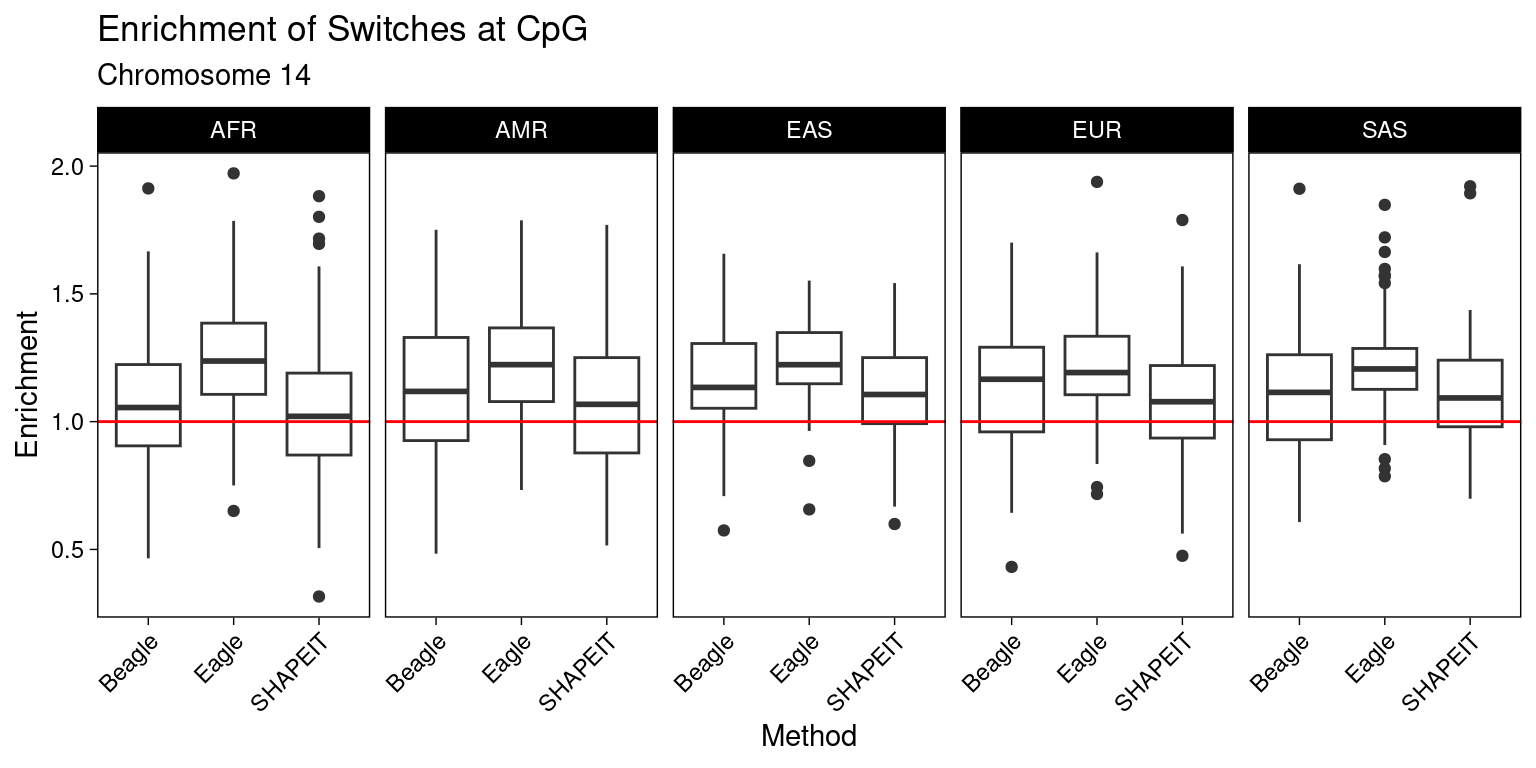 Enrichment of Switches at CpG
Chromosome 14
AFR AMR EAS EUR SAS
2.0
1.5
1.0
0.5
Enrichment
Beagle Eagle SHAPEIT Beagle Eagle SHAPEIT Beagle Eagle SHAPEIT Beagle Eagle SHAPEIT Beagle Eagle SHAPEIT
Method